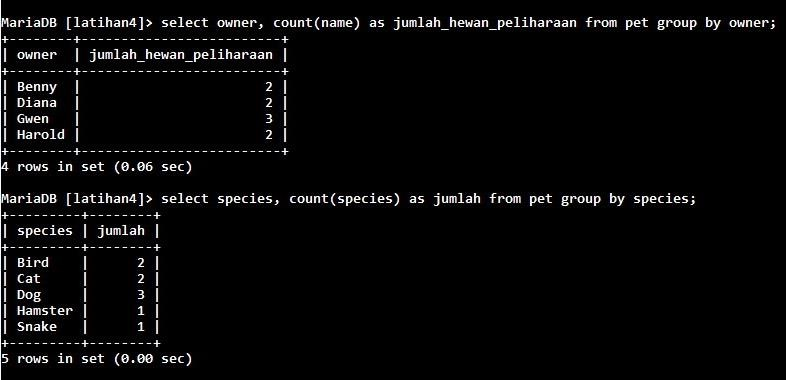 MariaDB [latihan4]> select owner, count(name) as jumlah_hewan_peliharaan from pet group by owner;
+--------+-------------------------+
| owner  | jumlah_hewan_peliharaan |
+--------+-------------------------+
| Benny  |                       2 |
| Diana  |                       2 |
| Gwen   |                       3 |
| Harold |                       2 |
+--------+-------------------------+
4 rows in set (0.06 sec)

MariaDB [latihan4]> select species, count(species) as jumlah from pet group by species;
+---------+--------+
| species | jumlah |
+---------+--------+
| Bird    |      2 |
| Cat     |      2 |
| Dog     |      3 |
| Hamster |      1 |
| Snake   |      1 |
+---------+--------+
5 rows in set (0.00 sec)